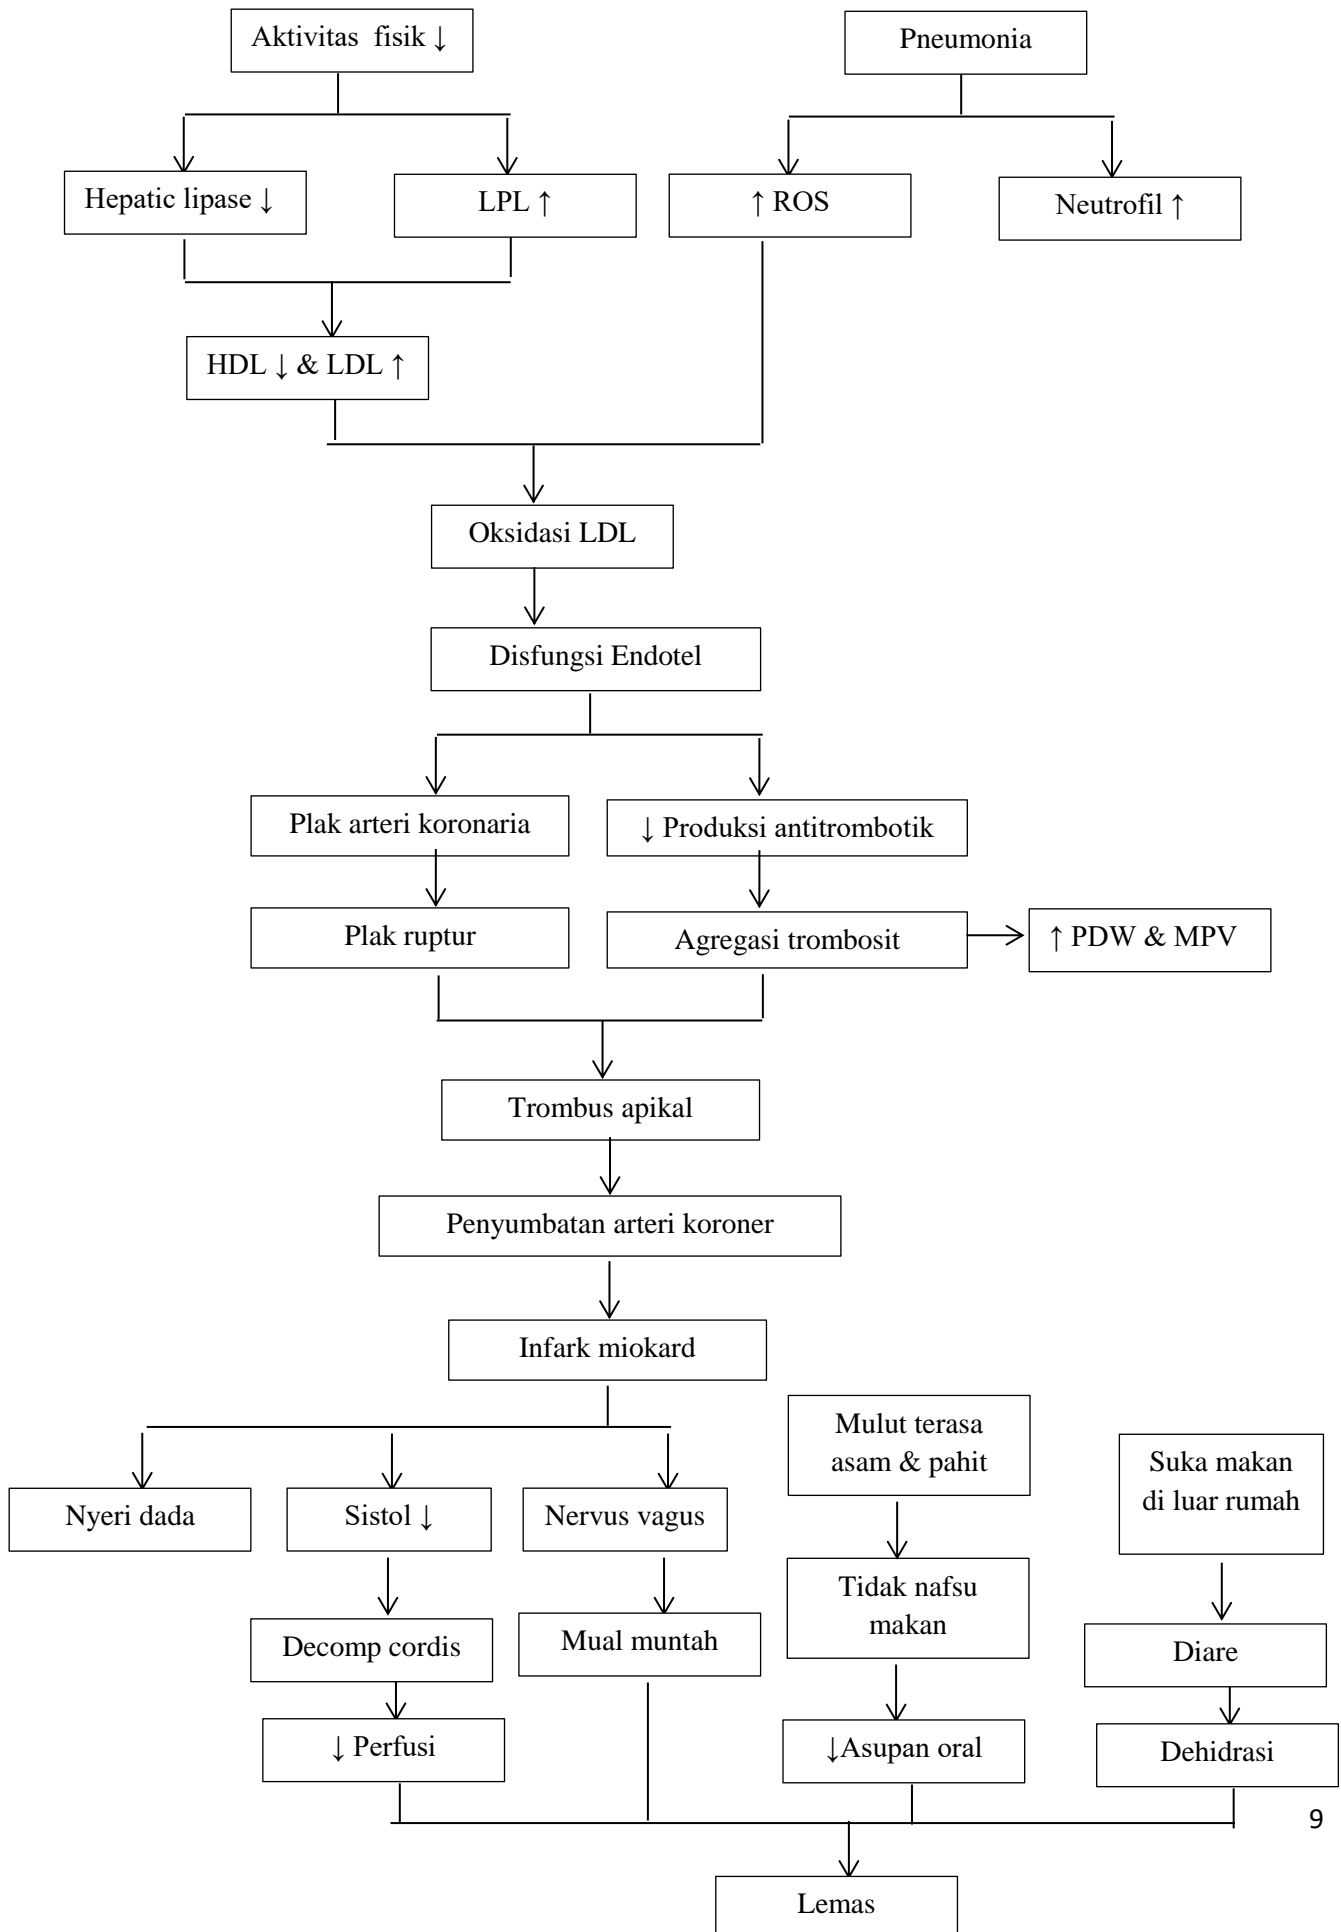 Aktivitas fisik ↓
Pneumonia
Hepatic lipase ↓
LPL ↑
↑ ROS
Neutrofil ↑
HDL ↓ & LDL ↑
Oksidasi LDL
Disfungsi Endotel
Plak arteri koronaria
↓ Produksi antitrombotik
Plak ruptur
Agregasi trombosit
↑ PDW & MPV
Trombus apikal
Penyumbatan arteri koroner
Infark miokard
Mulut terasa
asam & pahit
Suka makan
di luar rumah
Nyeri dada
Sistol ↓
Nervus vagus
Tidak nafsu
makan
Decomp cordis
Mual muntah
Diare
↓ Perfusi
↓Asupan oral
Dehidrasi
9
Lemas